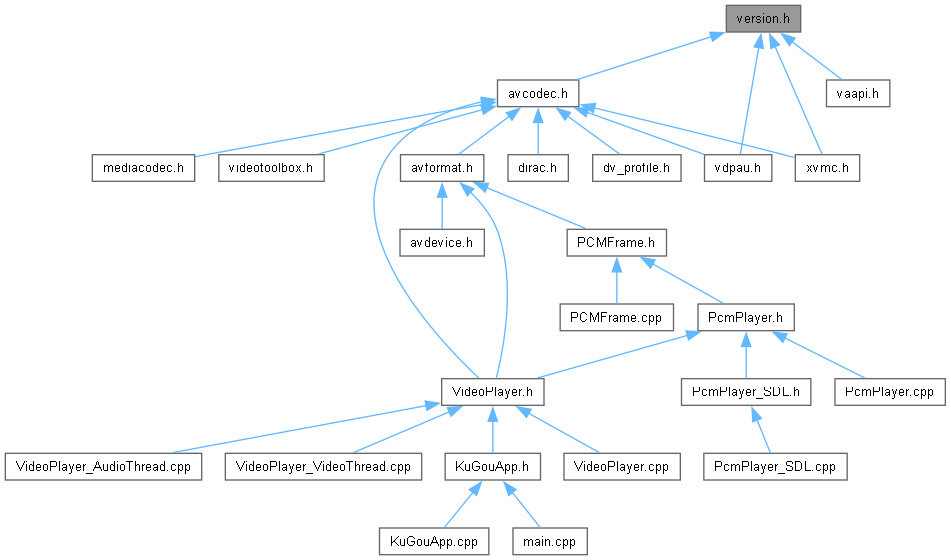 version.h
avcodec.h
vaapi.h
mediacodec.h
videotoolbox.h
avformat.h
dirac.h
dv_profile.h
vdpau.h
xvmc.h
avdevice.h
PCMFrame.h
PCMFrame.cpp
PcmPlayer.h
VideoPlayer.h
PcmPlayer_SDL.h
PcmPlayer.cpp
VideoPlayer_AudioThread.cpp
VideoPlayer_VideoThread.cpp
KuGouApp.h
VideoPlayer.cpp
PcmPlayer_SDL.cpp
KuGouApp.cpp
main.cpp